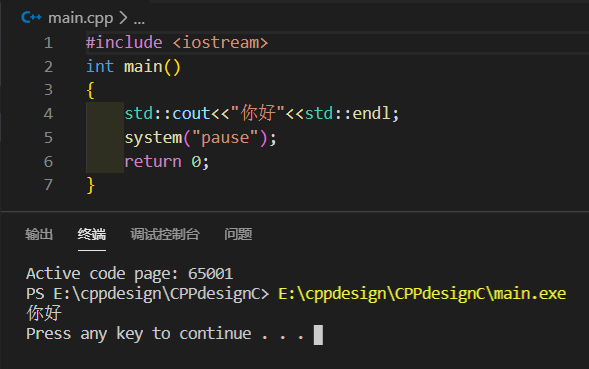 main.cpp > ...
1 #include <iostream>
2 int main()
3 {
4     std::cout<<"你好"<<std::endl;
5     system("pause");
6     return 0;
7 }
输出 终端 调试控制台 问题
Active code page: 65001
PS E:\cppdesign\CPPdesignC> E:\cppdesign\CPPdesignC\main.exe
你好
Press any key to continue . . .